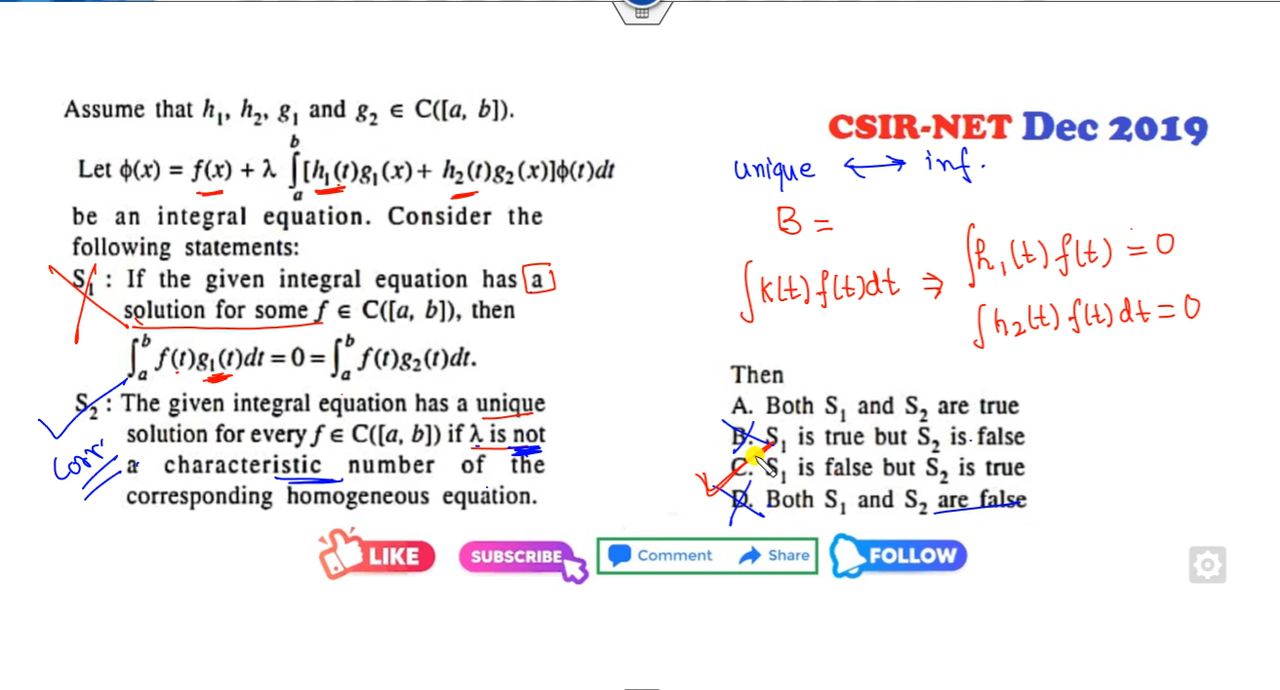 Assume that h₁, h₂, g₁ and g₂ ∈ C([a, b]).
Let ϕ(x) = f(x) + λ ∫ₐᵇ [h₁(t)g₁(x) + h₂(t)g₂(x)]ϕ(t)dt
be an integral equation. Consider the
following statements:
S₁ : If the given integral equation has a
solution for some f ∈ C([a, b]), then
∫ₐᵇ f(t)g₁(t)dt = 0 = ∫ₐᵇ f(t)g₂(t)dt.
S₂ : The given integral equation has a unique
solution for every f ∈ C([a, b]) if λ is not
a characteristic number of the
corresponding homogeneous equation.
Corr
CSIR-NET Dec 2019
unique ⟷ inf.
B =
∫k(t)f(t)dt ⇒ ∫h₁(t)f(t) = 0
∫h₂(t)f(t)dt = 0
Then
A. Both S₁ and S₂ are true
B. S₁ is true but S₂ is false
C. S₁ is false but S₂ is true
D. Both S₁ and S₂ are false
LIKE
SUBSCRIBE
Comment
Share
FOLLOW